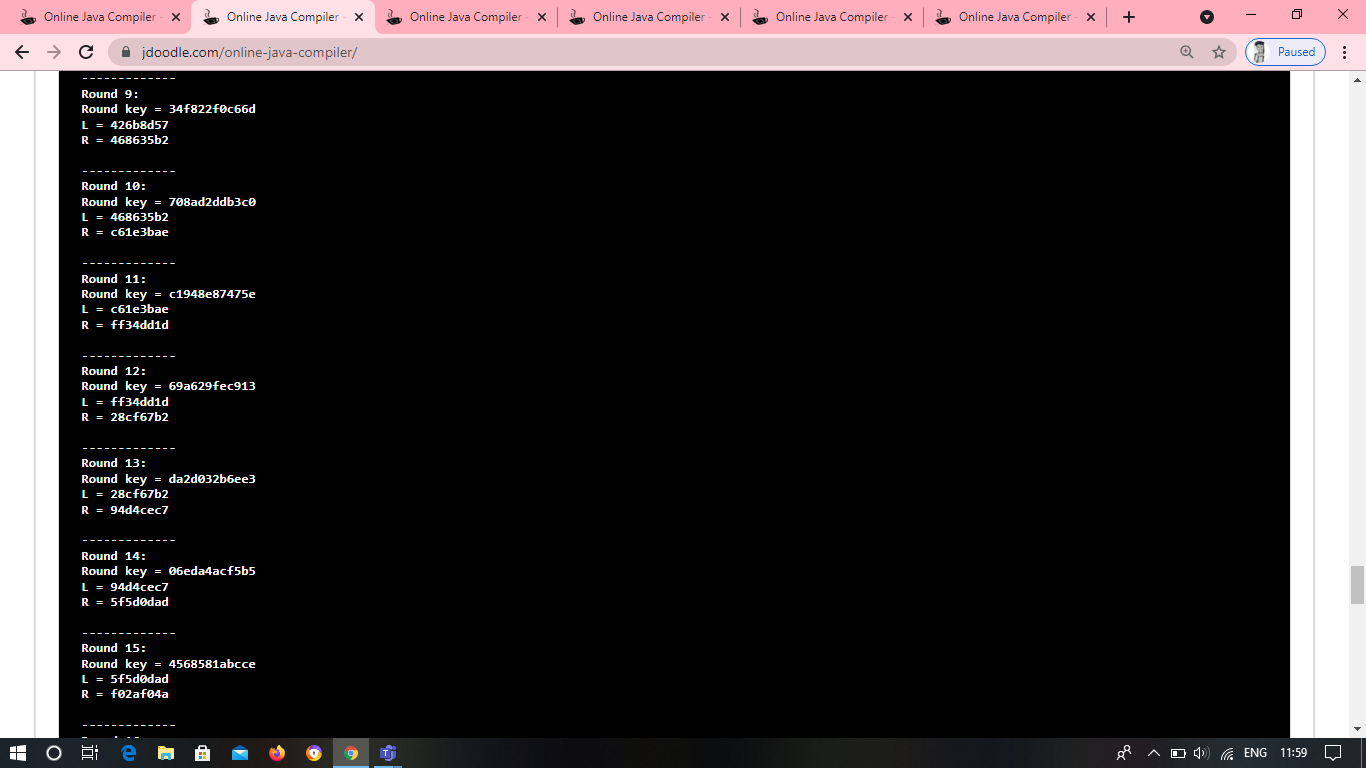 Online Java Compiler - Online Java Compiler - Online Java Compiler - Online Java Compiler - Online Java Compiler - Online Java Compiler -
jdoodle.com/online-java-compiler/ Paused
-------------
Round 9:
Round key = 34f822f0c66d
L = 426b8d57
R = 468635b2
-------------
Round 10:
Round key = 708ad2ddb3c0
L = 468635b2
R = c61e3bae
-------------
Round 11:
Round key = c1948e87475e
L = c61e3bae
R = ff34dd1d
-------------
Round 12:
Round key = 69a629fec913
L = ff34dd1d
R = 28cf67b2
-------------
Round 13:
Round key = da2d032b6ee3
L = 28cf67b2
R = 94d4cec7
-------------
Round 14:
Round key = 06eda4acf5b5
L = 94d4cec7
R = 5f5d0dad
-------------
Round 15:
Round key = 4568581abcce
L = 5f5d0dad
R = f02af04a
-------------
ENG 11:59